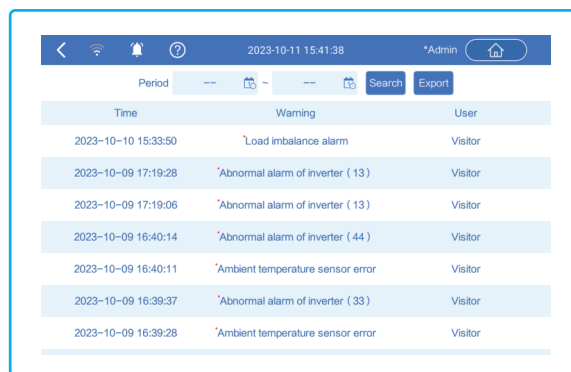 2023-10-11 15:41:38 *Admin
Period -- ~ -- Search Export
Time Warning User
2023-10-10 15:33:50 *Load imbalance alarm Visitor
2023-10-09 17:19:28 *Abnormal alarm of inverter ( 13 ) Visitor
2023-10-09 17:19:06 *Abnormal alarm of inverter ( 13 ) Visitor
2023-10-09 16:40:14 *Abnormal alarm of inverter ( 44 ) Visitor
2023-10-09 16:40:11 *Ambient temperature sensor error Visitor
2023-10-09 16:39:37 *Abnormal alarm of inverter ( 33 ) Visitor
2023-10-09 16:39:28 *Ambient temperature sensor error Visitor